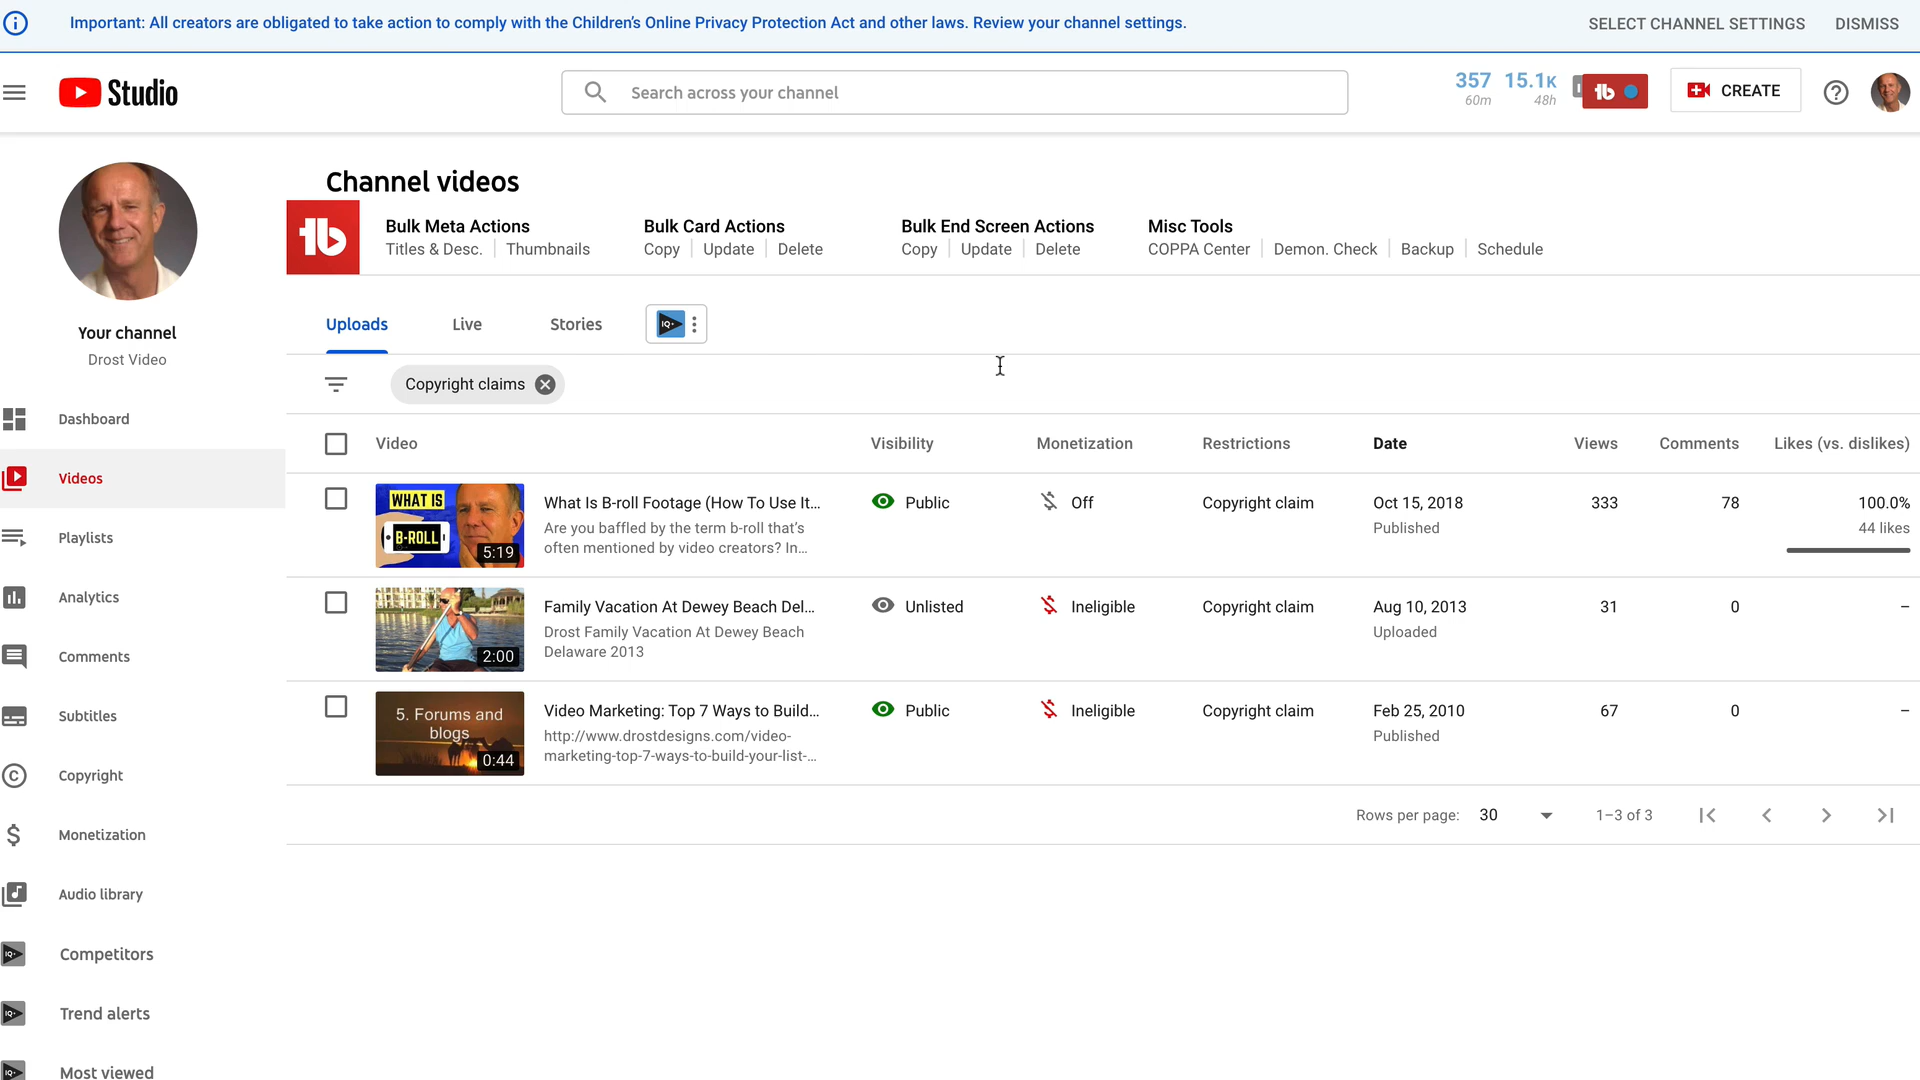 Important: All creators are obligated to take action to comply with the Children's Online Privacy Protection Act and other laws. Review your channel settings. SELECT CHANNEL SETTINGS DISMISS
Studio
Search across your channel
357 15.1K
60m 48h
CREATE
Channel videos
Bulk Meta Actions
Titles & Desc. Thumbnails
Bulk Card Actions
Copy Update Delete
Bulk End Screen Actions
Copy Update Delete
Misc Tools
COPPA Center Demon. Check Backup Schedule
Your channel
Drost Video
Dashboard
Videos
Playlists
Analytics
Comments
Subtitles
Copyright
Monetization
Audio library
Competitors
Trend alerts
Most viewed
Uploads Live Stories
Copyright claims
Video Visibility Monetization Restrictions Date Views Comments Likes (vs. dislikes)
WHAT IS
B-ROLL
5:19
What Is B-roll Footage (How To Use It...
Are you baffled by the term b-roll that's
often mentioned by video creators? In...
Public Off Copyright claim Oct 15, 2018 333 78 100.0%
Published 44 likes
2:00
Family Vacation At Dewey Beach Del...
Drost Family Vacation At Dewey Beach
Delaware 2013
Unlisted Ineligible Copyright claim Aug 10, 2013 31 0 –
Uploaded
5. Forums and
blogs
0:44
Video Marketing: Top 7 Ways to Build...
http://www.drostdesigns.com/video-
marketing-top-7-ways-to-build-your-list-...
Public Ineligible Copyright claim Feb 25, 2010 67 0 –
Published
Rows per page: 30 1–3 of 3